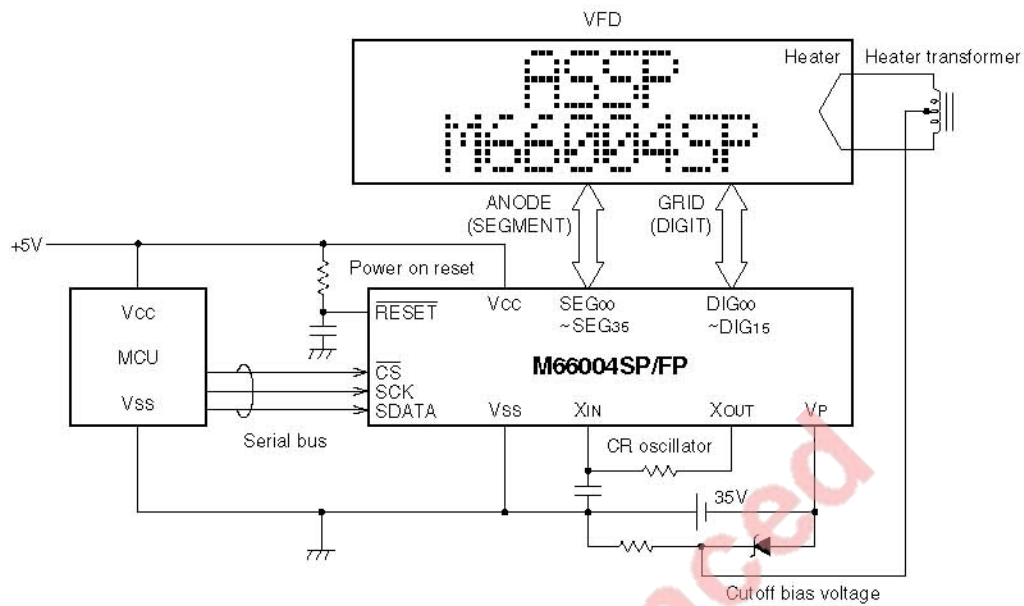 VFD
Heater
Heater transformer
ASSP
M66004SP
ANODE
(SEGMENT)
GRID
(DIGIT)
+5V
Power on reset
VCC
MCU
VSS
RESET
CS
SCK
SDATA
VCC
SEG00
~SEG35
DIG00
~DIG15
M66004SP/FP
VSS
XIN
XOUT
VP
Serial bus
CR oscillator
35V
Cutoff bias voltage